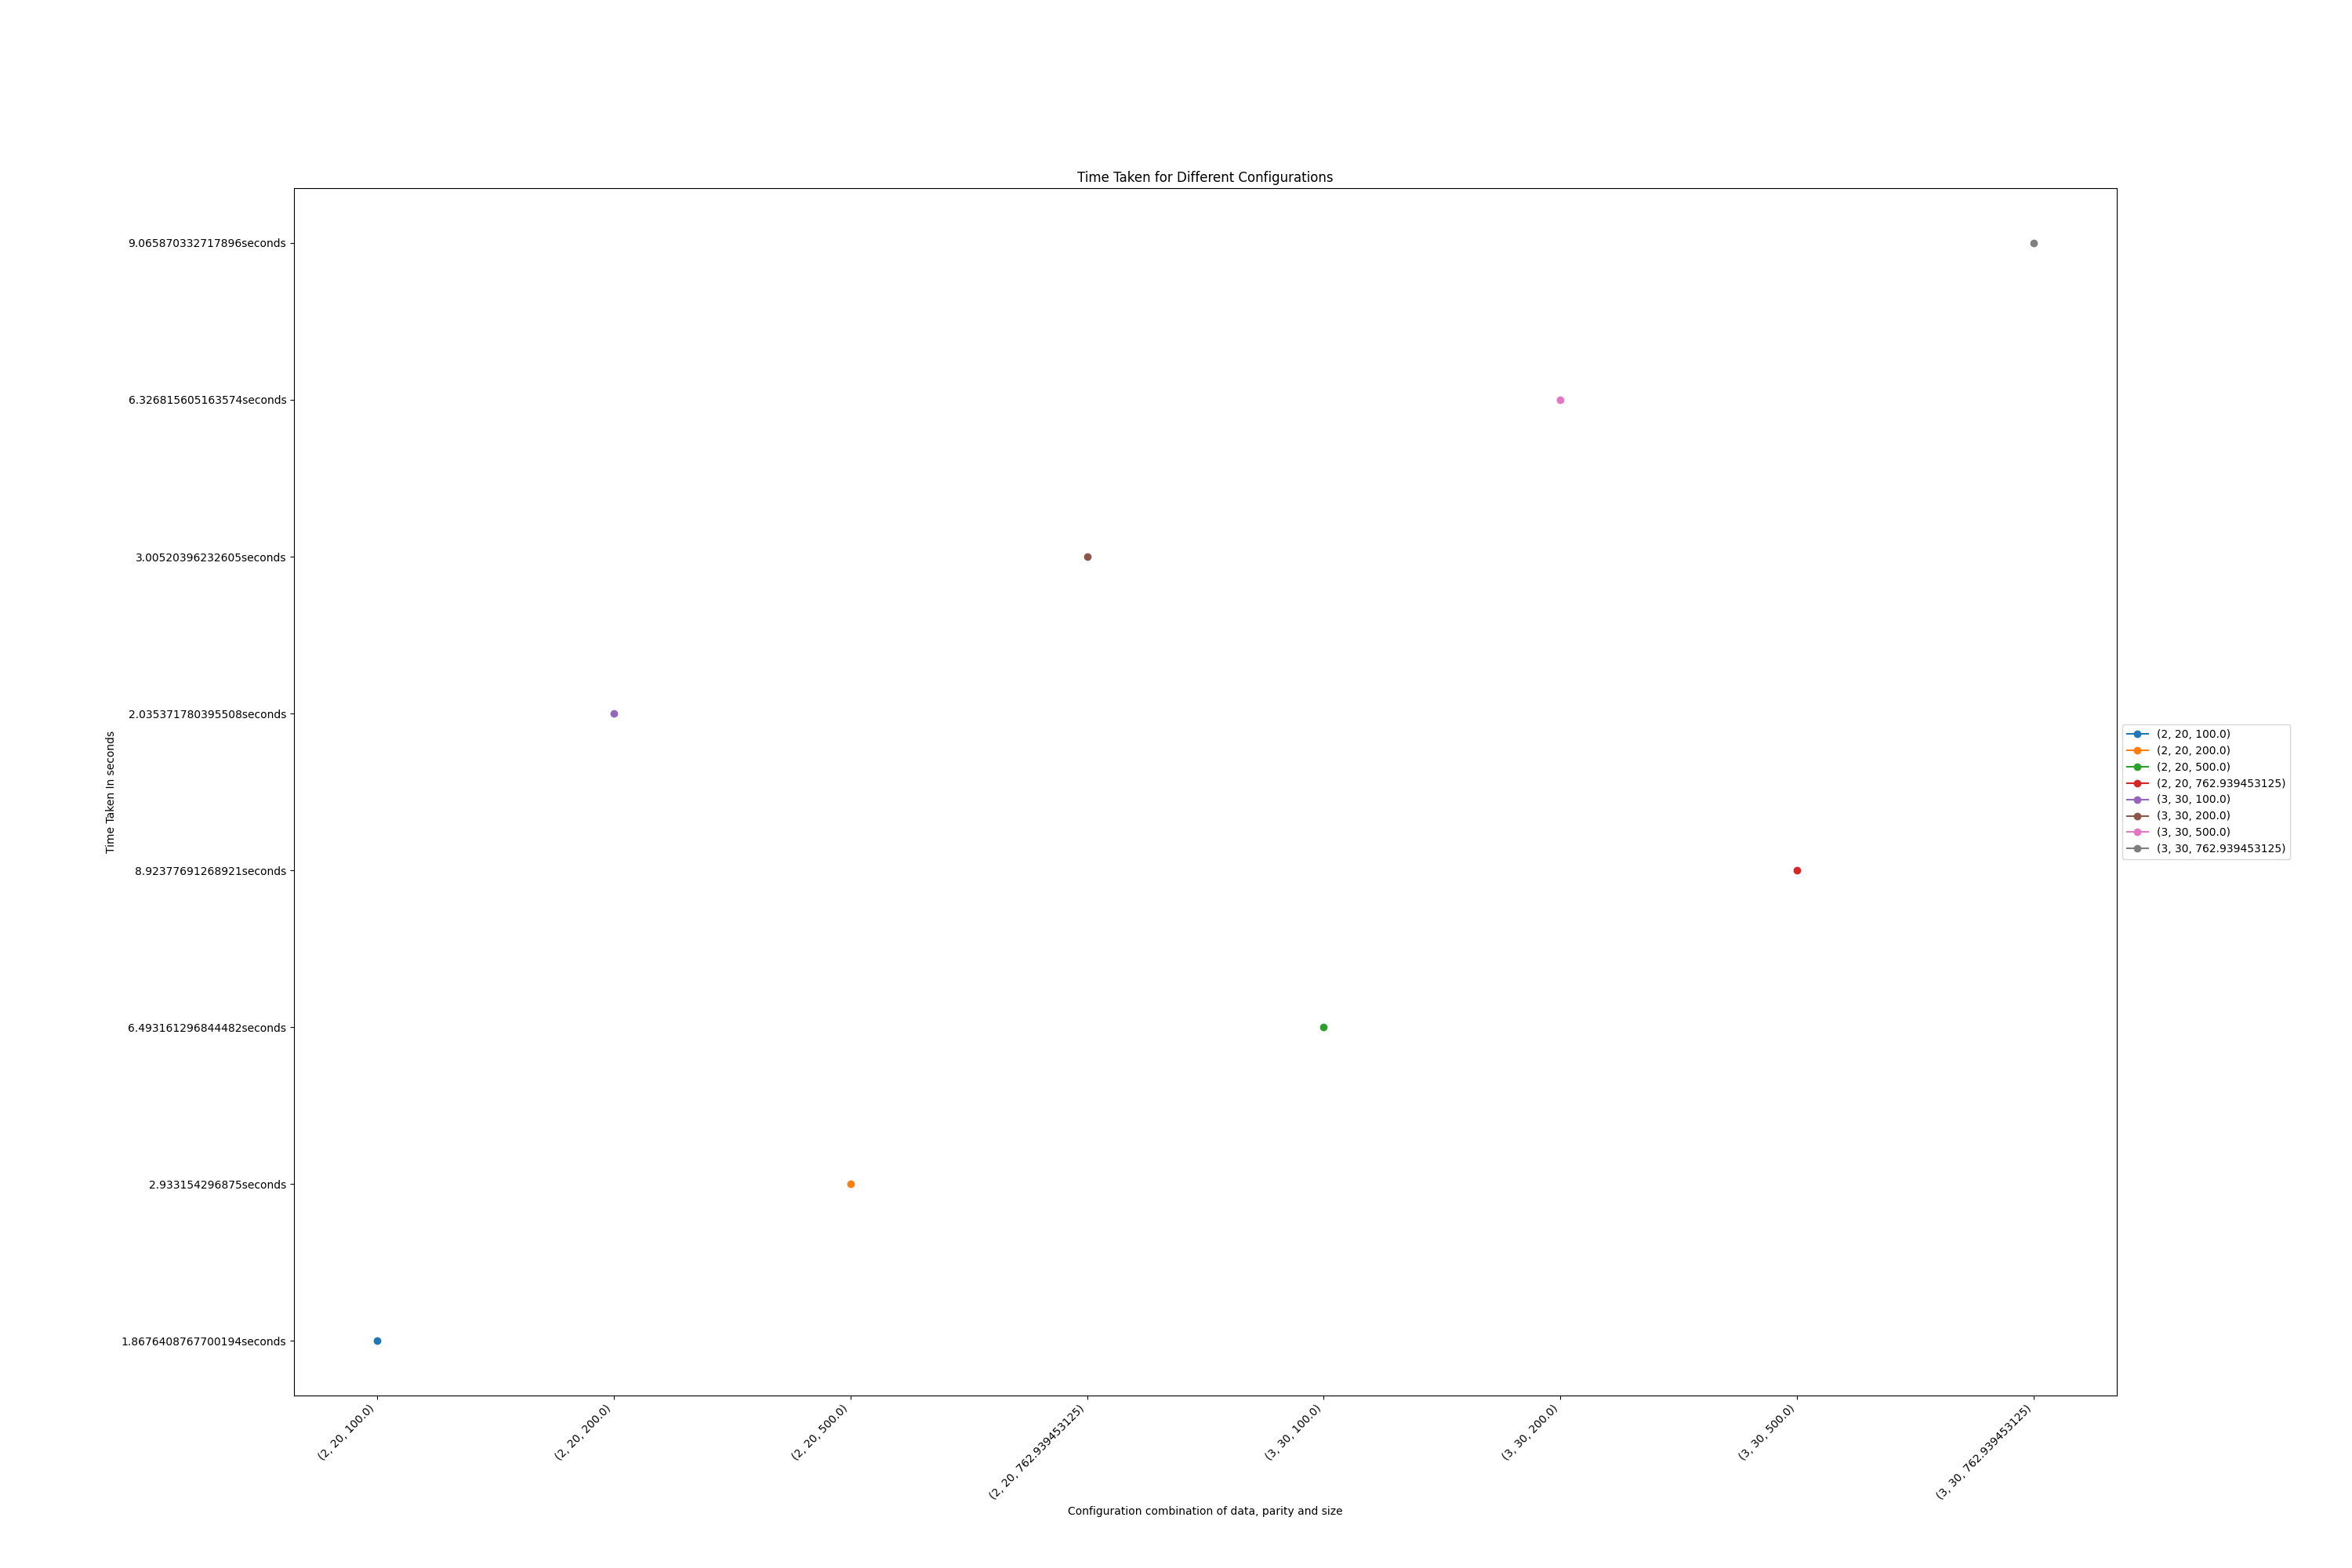 Time Taken for Different Configurations
9.065870332717896seconds
6.326815605163574seconds
3.00520396232605seconds
2.035371780395508seconds
8.92377691268921seconds
6.493161296844482seconds
2.933154296875seconds
1.8676408767700194seconds
Time Taken In seconds
(2, 20, 100.0)
(2, 20, 200.0)
(2, 20, 500.0)
(2, 20, 762.939453125)
(3, 30, 100.0)
(3, 30, 200.0)
(3, 30, 500.0)
(3, 30, 762.939453125)
Configuration combination of data, parity and size
(2, 20, 100.0)
(2, 20, 200.0)
(2, 20, 500.0)
(2, 20, 762.939453125)
(3, 30, 100.0)
(3, 30, 200.0)
(3, 30, 500.0)
(3, 30, 762.939453125)